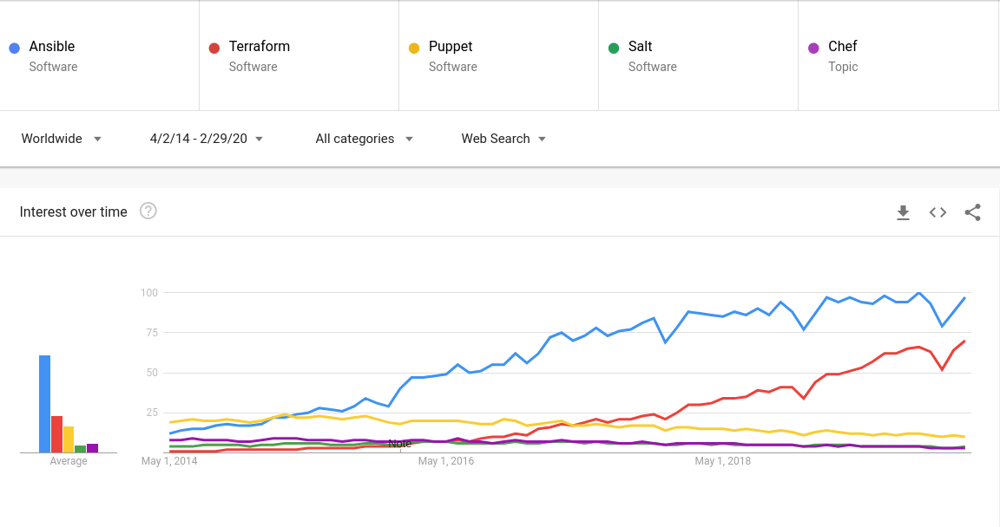 Ansible
Software
Terraform
Software
Puppet
Software
Salt
Software
Chef
Topic
Worldwide
4/2/14 - 2/29/20
All categories
Web Search
Interest over time
?
100
75
50
25
Note
Average
May 1, 2014
May 1, 2016
May 1, 2018